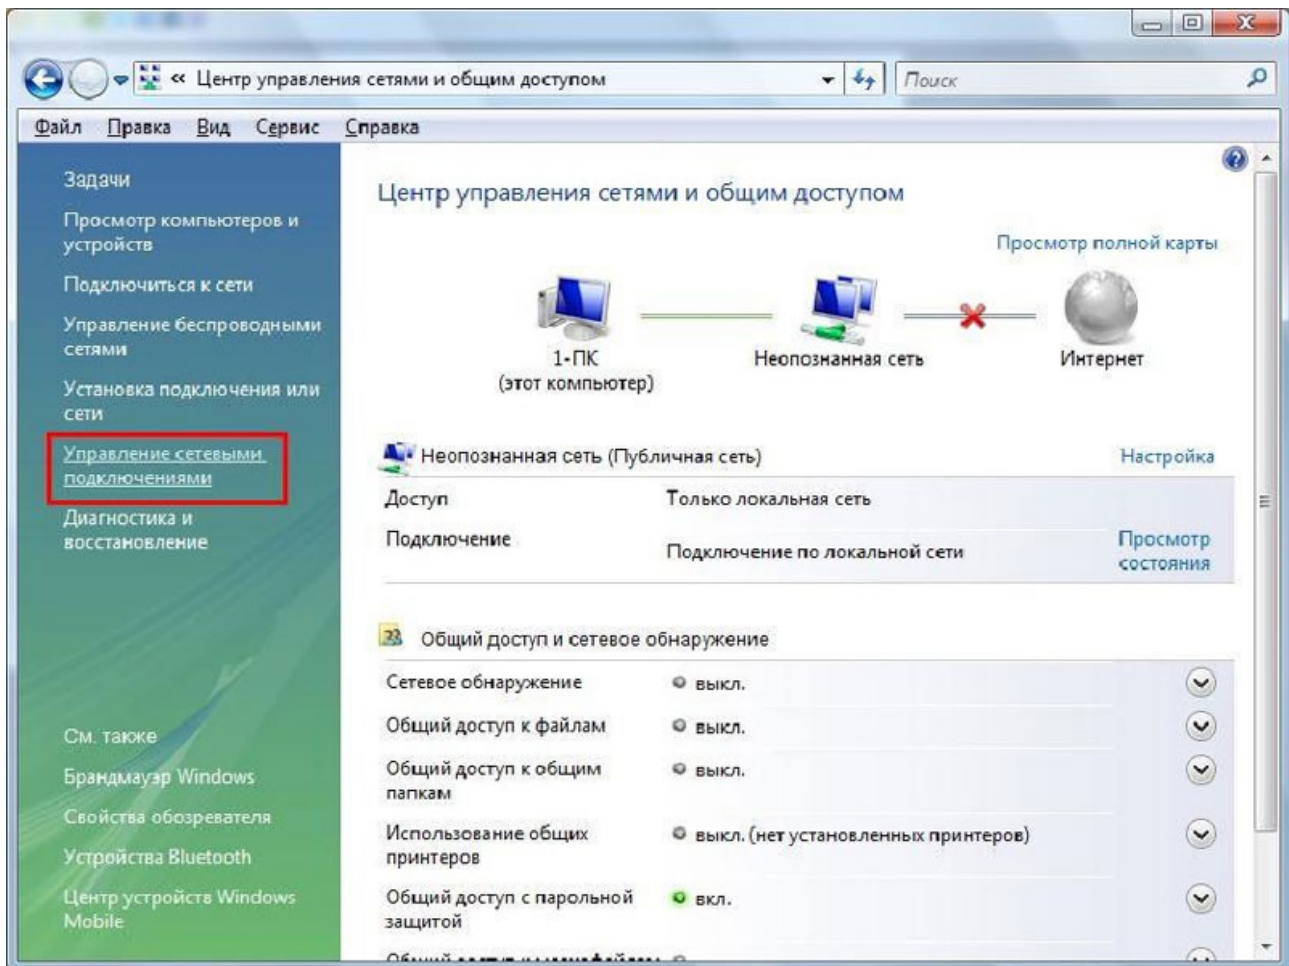 « Центр управления сетями и общим доступом
Поиск
Файл Правка Вид Сервис Справка
Задачи
Просмотр компьютеров и
устройств
Подключиться к сети
Управление беспроводными
сетями
Установка подключения или
сети
Управление сетевыми
подключениями
Диагностика и
восстановление
См. также
Брандмауэр Windows
Свойства обозревателя
Устройства Bluetooth
Центр устройств Windows
Mobile
Центр управления сетями и общим доступом
Просмотр полной карты
1-ПК
(этот компьютер)
Неопознанная сеть
Интернет
Неопознанная сеть (Публичная сеть)
Настройка
Доступ Только локальная сеть
Подключение Подключение по локальной сети
Просмотр
состояния
Общий доступ и сетевое обнаружение
Сетевое обнаружение выкл.
Общий доступ к файлам выкл.
Общий доступ к общим
папкам
выкл.
Использование общих
принтеров
выкл. (нет установленных принтеров)
Общий доступ с парольной
защитой
вкл.